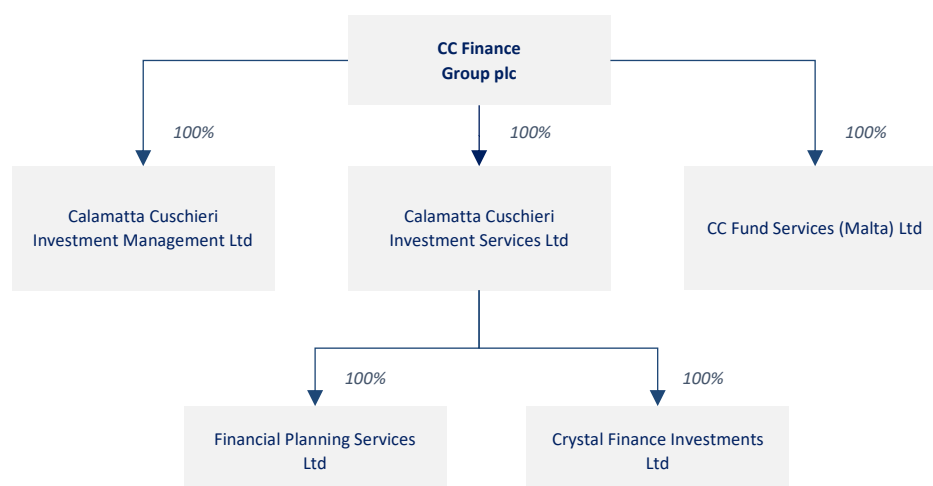 CC Finance
Group plc
100%
100%
100%
Calamatta Cuschieri
Investment Management Ltd
Calamatta Cuschieri
Investment Services Ltd
CC Fund Services (Malta) Ltd
100%
100%
Financial Planning Services
Ltd
Crystal Finance Investments
Ltd